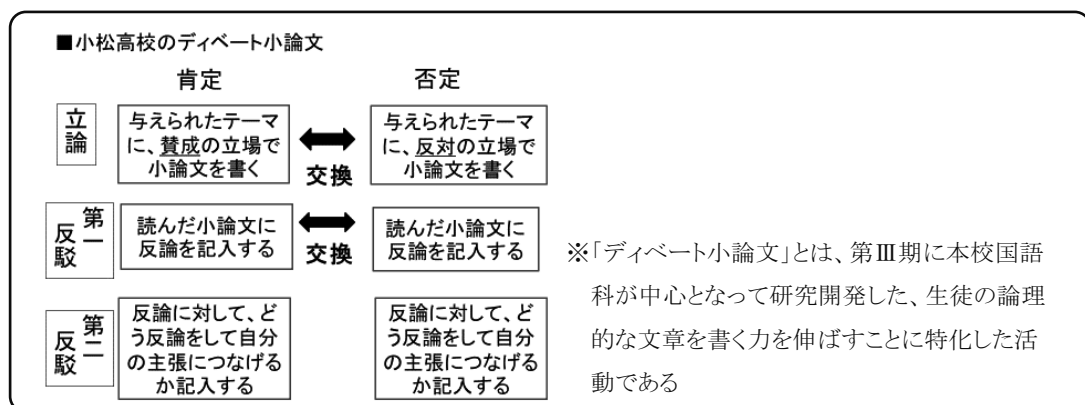 ■小松高校のディベート小論文
肯定
否定
立論
与えられたテーマ
に、賛成の立場で
小論文を書く
交換
与えられたテーマ
に、反対の立場で
小論文を書く
第一
反駁
読んだ小論文に
反論を記入する
交換
読んだ小論文に
反論を記入する
第二
反駁
反論に対して、ど
う反論をして自分
の主張につなげる
か記入する
反論に対して、ど
う反論をして自分
の主張につなげる
か記入する
※「ディベート小論文」とは、第Ⅲ期に本校国語
科が中心となって研究開発した、生徒の論理
的な文章を書く力を伸ばすことに特化した活
動である